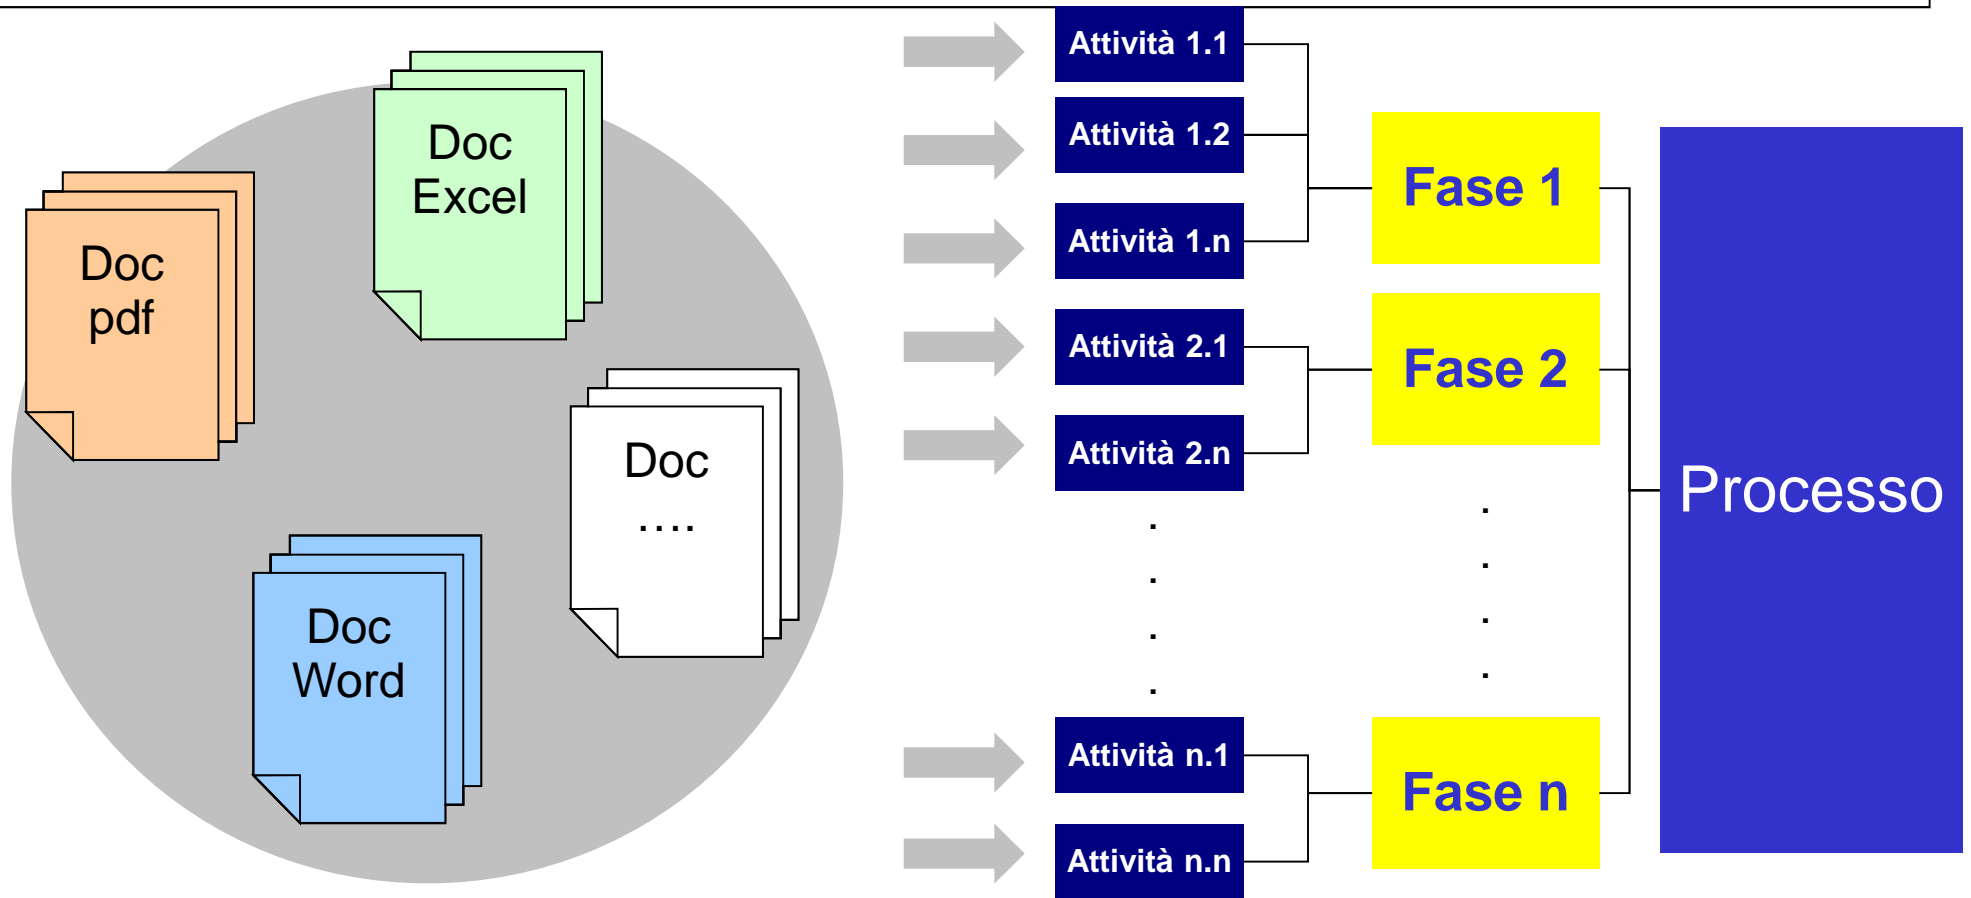 Doc
Excel
Doc
pdf
Doc
….
Doc
Word
Attività 1.1
Attività 1.2
Attività 1.n
Attività 2.1
Attività 2.n
.
.
.
.
Attività n.1
Attività n.n
Fase 1
Fase 2
.
.
.
.
Fase n
Processo